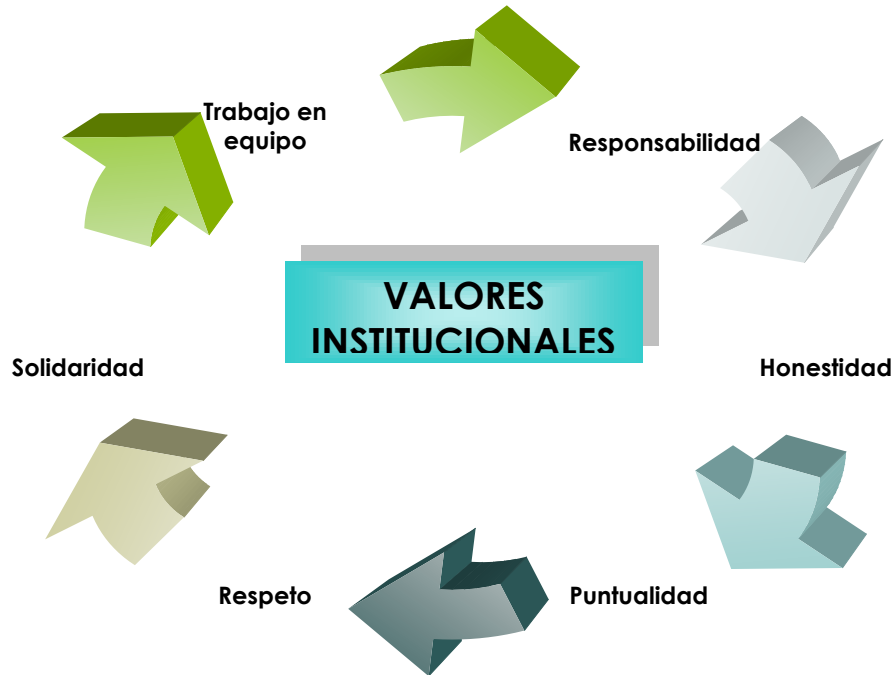 Trabajo en
equipo
Responsabilidad
VALORES
INSTITUCIONALES
Solidaridad
Honestidad
Respeto
Puntualidad